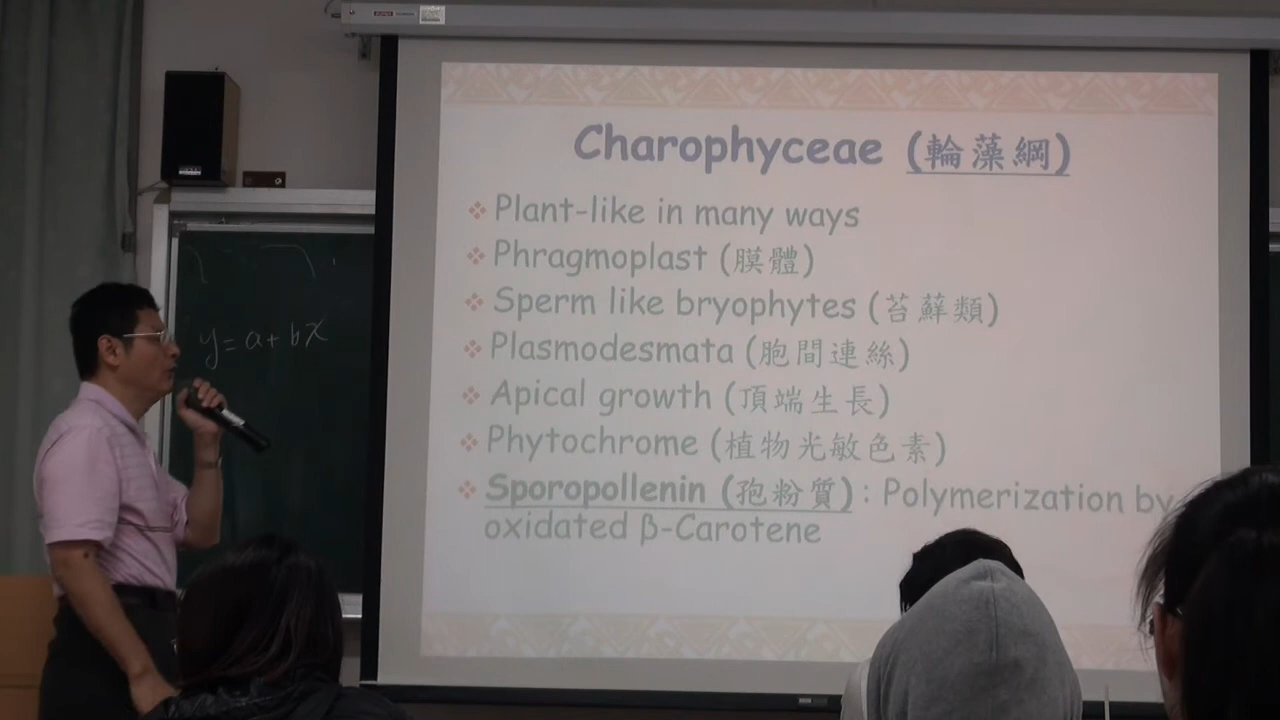 Charophyceae (輪藻綱)
Plant-like in many ways
Phragmoplast (膜體)
Sperm like bryophytes (苔蘚類)
Plasmodesmata (胞間連絲)
Apical growth (頂端生長)
Phytochrome (植物光敏色素)
Sporopollenin (孢粉質) : Polymerization by
oxidated β-Carotene
y=a+bx